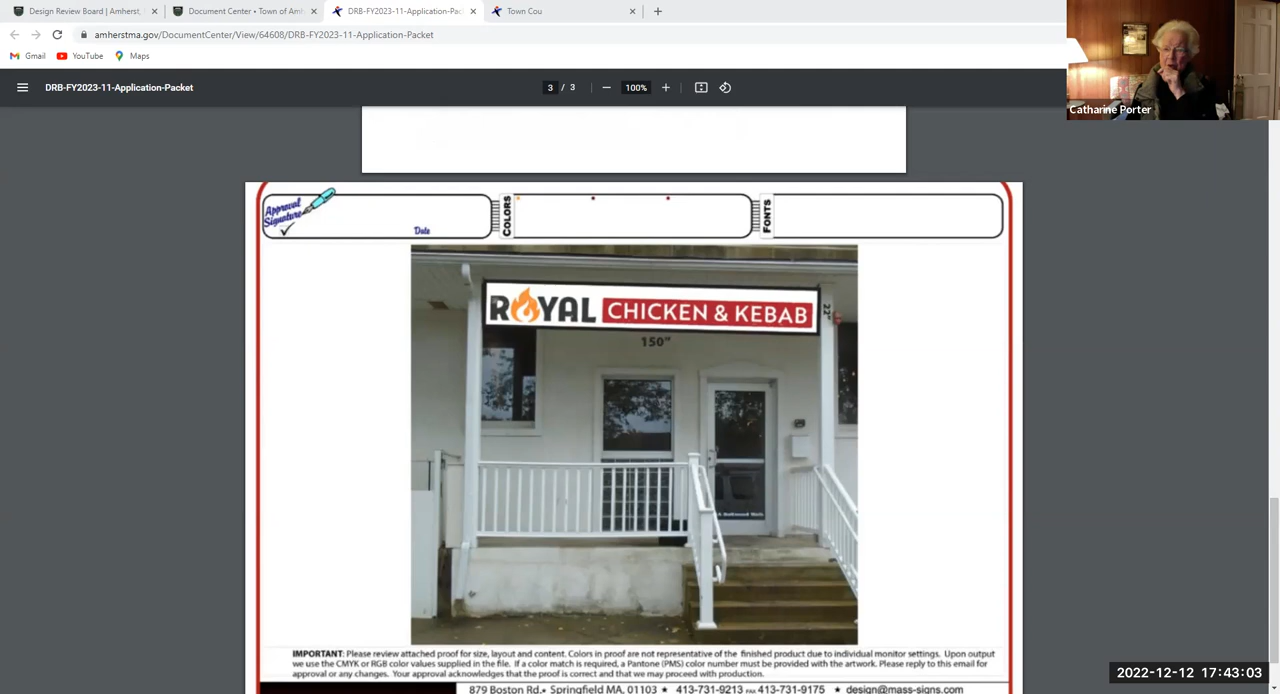 Design Review Board | Amherst,
Document Center • Town of Amh
DRB-FY2023-11-Application-Pac
Town Cou
amherstma.gov/DocumentCenter/View/64608/DRB-FY2023-11-Application-Packet
Gmail YouTube Maps
DRB-FY2023-11-Application-Packet
3 / 3
100%
Catharine Porter
Approval Signature
Date
COLORS
FONTS
ROYAL CHICKEN & KEBAB
22"
150"
IMPORTANT: Please review attached proof for size, layout and content. Colors in proof are not representative of the finished product due to individual monitor settings. Upon output
we use the CMYK or RGB color values supplied in the file. If a color match is required, a Pantone (PMS) color number must be provided with the artwork. Please reply to this email for
approval or any changes. Your approval acknowledges that the proof is correct and that we may proceed with production.
879 Boston Rd.• Springfield MA. 01103 ★ 413-731-9213 FAX 413-731-9175 ★ design@mass-signs.com
2022-12-12 17:43:03